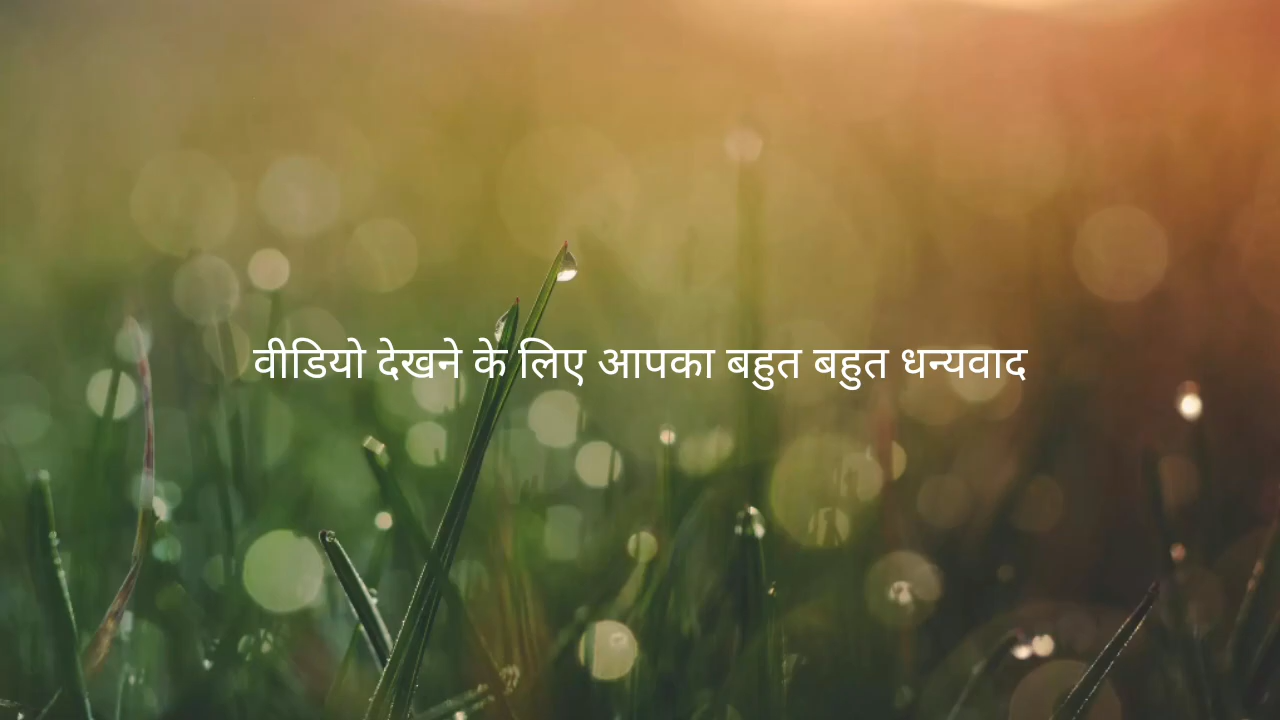 वीडियो देखने के लिए आपका बहुत बहुत धन्यवाद